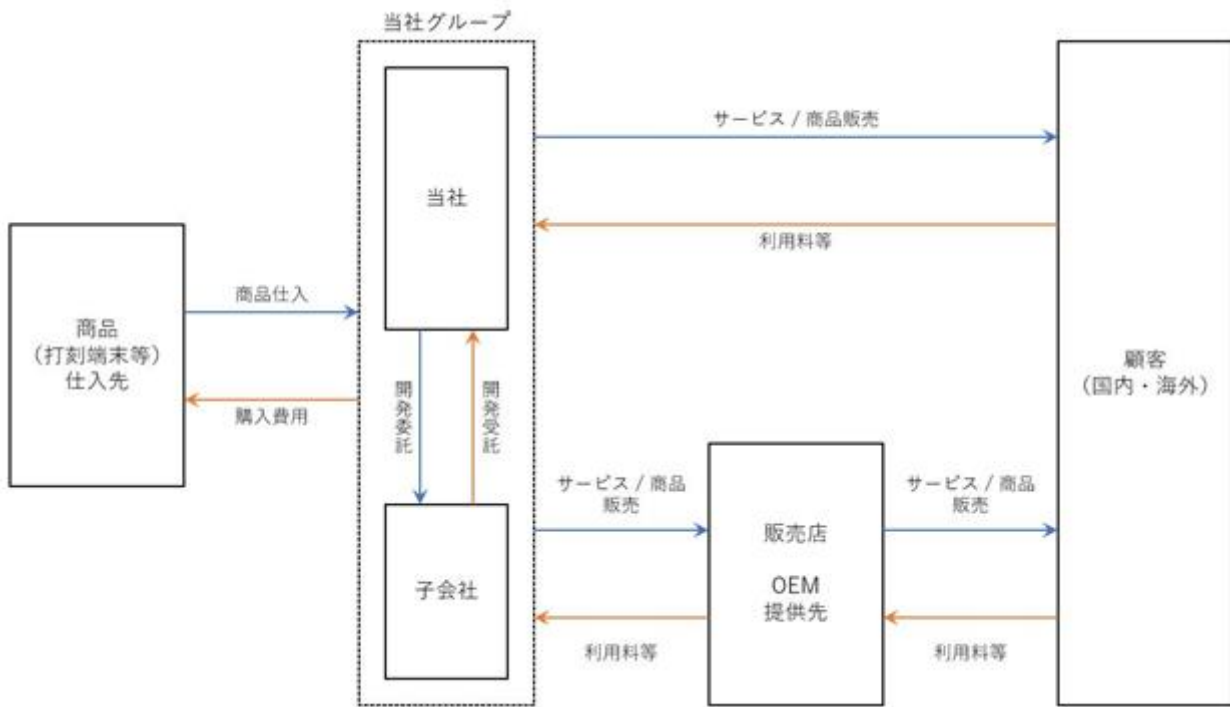 当社グループ
サービス / 商品販売
当社
利用料等
商品仕入
商品
（打刻端末等）
仕入先
購入費用
開発委託
開発受託
顧客
（国内・海外）
サービス / 商品
販売
サービス / 商品
販売
販売店
OEM
提供先
子会社
利用料等
利用料等